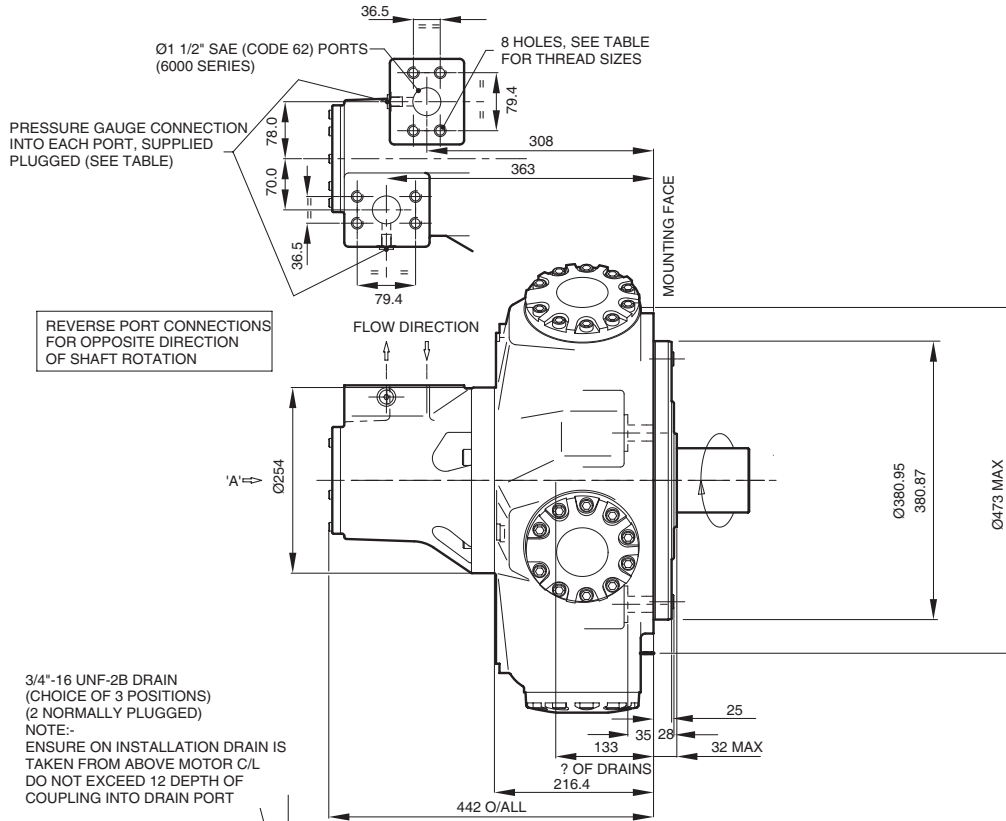 36.5
Ø1 1/2" SAE (CODE 62) PORTS
(6000 SERIES)
8 HOLES, SEE TABLE
FOR THREAD SIZES
79.4
PRESSURE GAUGE CONNECTION
INTO EACH PORT, SUPPLIED
PLUGGED (SEE TABLE)
78.0
70.0
36.5
308
363
MOUNTING FACE
79.4
REVERSE PORT CONNECTIONS
FOR OPPOSITE DIRECTION
OF SHAFT ROTATION
FLOW DIRECTION
'A'
Ø254
Ø380.95
380.87
Ø473 MAX
3/4"-16 UNF-2B DRAIN
(CHOICE OF 3 POSITIONS)
(2 NORMALLY PLUGGED)
NOTE:-
ENSURE ON INSTALLATION DRAIN IS
TAKEN FROM ABOVE MOTOR C/L
DO NOT EXCEED 12 DEPTH OF
COUPLING INTO DRAIN PORT
25
35 28
133 32 MAX
? OF DRAINS
216.4
442 O/ALL